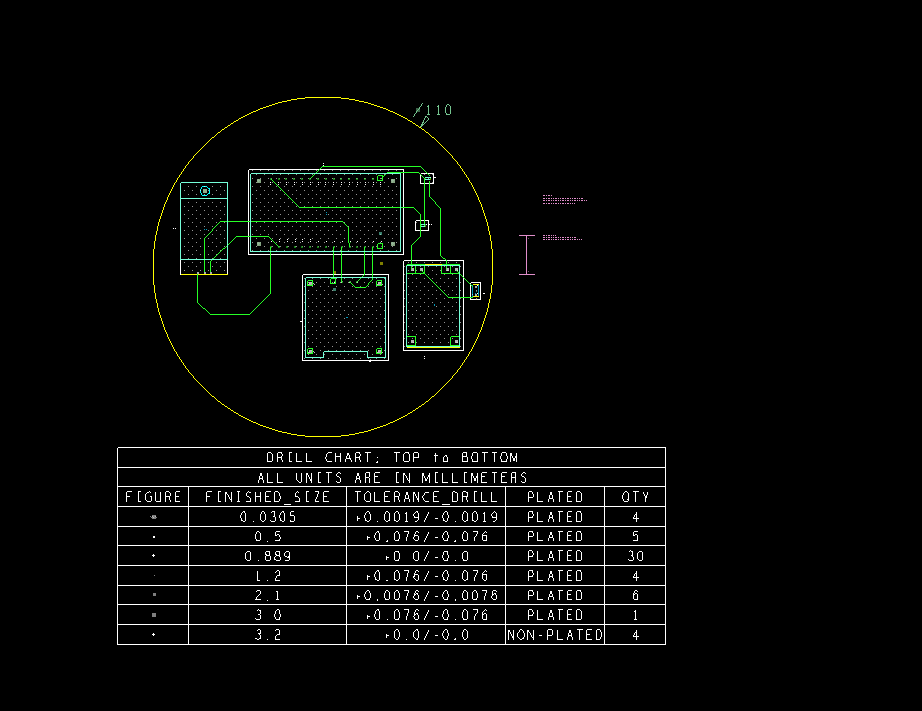 110
DRILL CHART: TOP to BOTTOM
ALL UNITS ARE IN MILLIMETERS
FIGURE FINISHED_SIZE TOLERANCE_DRILL PLATED QTY
0.0305 +0.0019/-0.0019 PLATED 4
0.5 +0.076/-0.076 PLATED 5
0.889 +0.0/-0.0 PLATED 30
1.2 +0.076/-0.076 PLATED 4
2.1 +0.0076/-0.0076 PLATED 6
3.0 +0.076/-0.076 PLATED 1
3.2 +0.0/-0.0 NON-PLATED 4